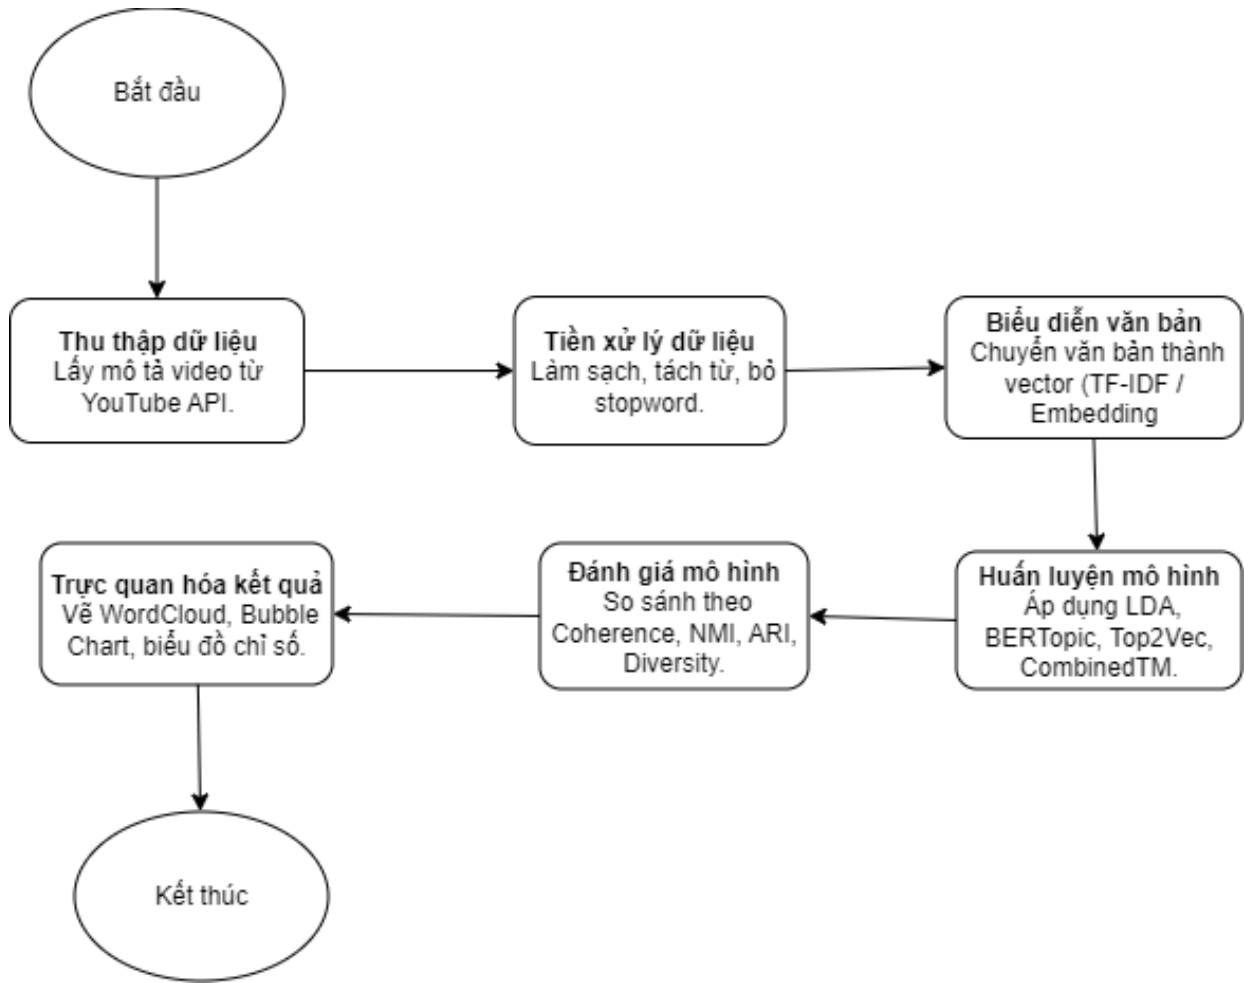 Bắt đầu
Thu thập dữ liệu
Lấy mô tả video từ
YouTube API.
Tiền xử lý dữ liệu
Làm sạch, tách từ, bỏ
stopword.
Biểu diễn văn bản
Chuyển văn bản thành
vector (TF-IDF /
Embedding
Huấn luyện mô hình
Áp dụng LDA,
BERTopic, Top2Vec,
CombinedTM.
Đánh giá mô hình
So sánh theo
Coherence, NMI, ARI,
Diversity.
Trực quan hóa kết quả
Vẽ WordCloud, Bubble
Chart, biểu đồ chỉ số.
Kết thúc